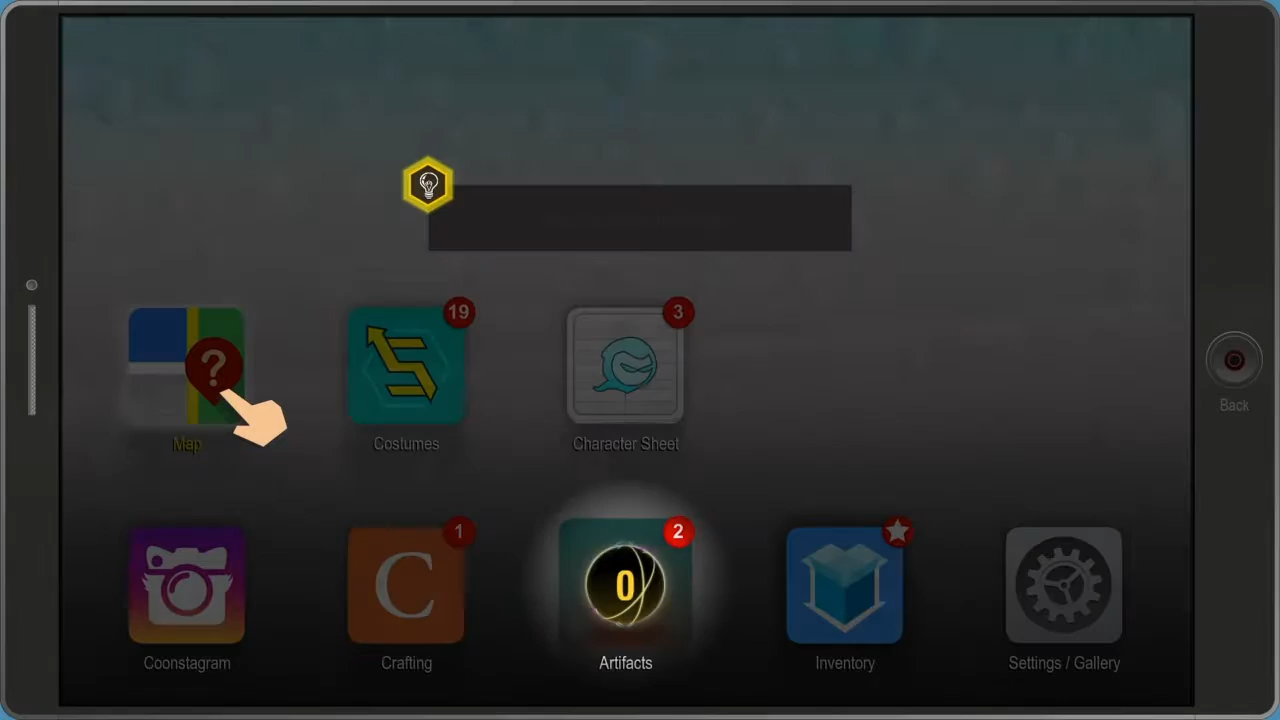 19
3
?
Map
Costumes
Character Sheet
Back
1
2
C
0
Coonstagram
Crafting
Artifacts
Inventory
Settings / Gallery